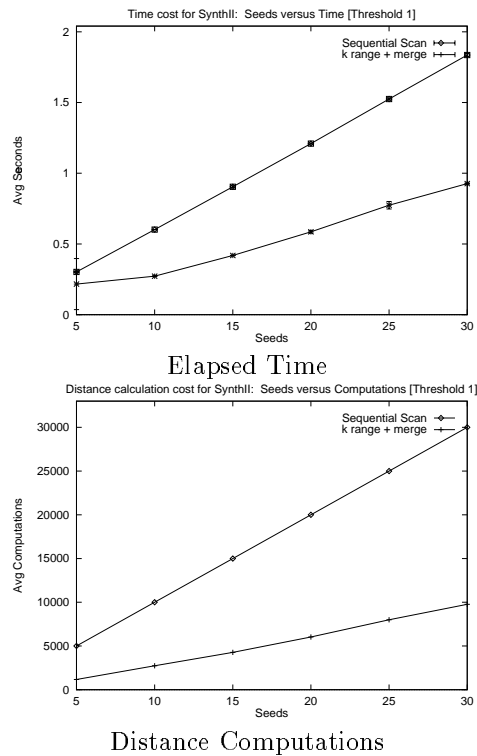 Time cost for SynthII: Seeds versus Time [Threshold 1]
2
Sequential Scan
k range + merge
1.5
Avg Seconds
1
0.5
0
5 10 15 20 25 30
Seeds
Elapsed Time
Distance calculation cost for SynthII: Seeds versus Computations [Threshold 1]
Sequential Scan
k range + merge
30000
25000
20000
Avg Computations
15000
10000
5000
0
5 10 15 20 25 30
Seeds
Distance Computations